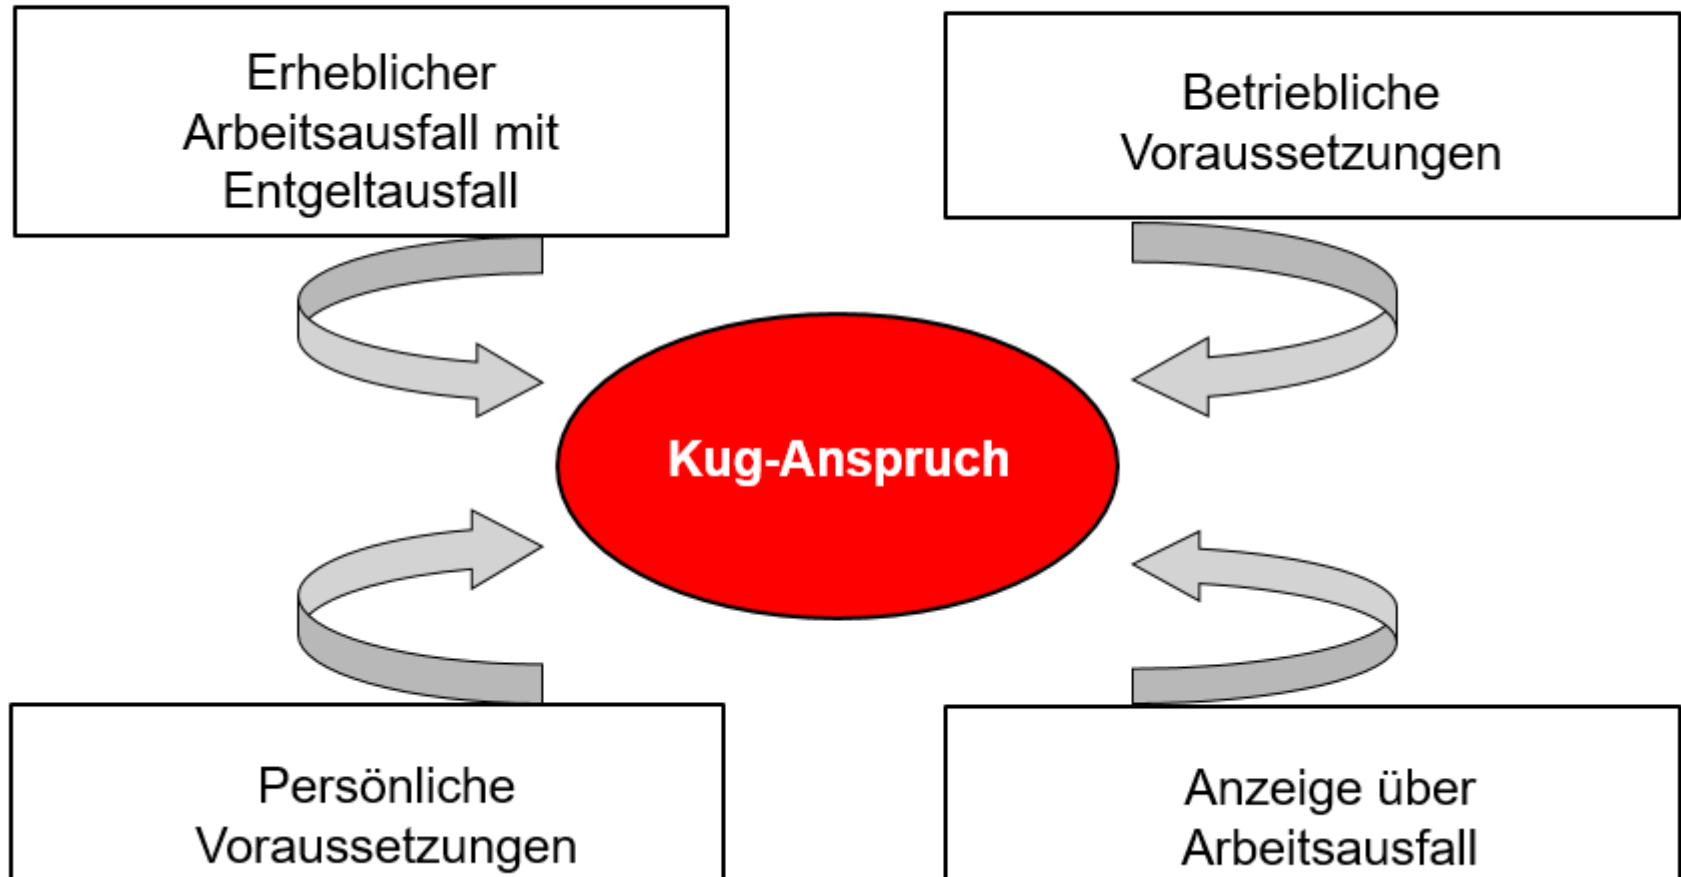 Erheblicher
Arbeitsausfall mit
Entgeltausfall
Betriebliche
Voraussetzungen
Kug-Anspruch
Persönliche
Voraussetzungen
Anzeige über
Arbeitsausfall